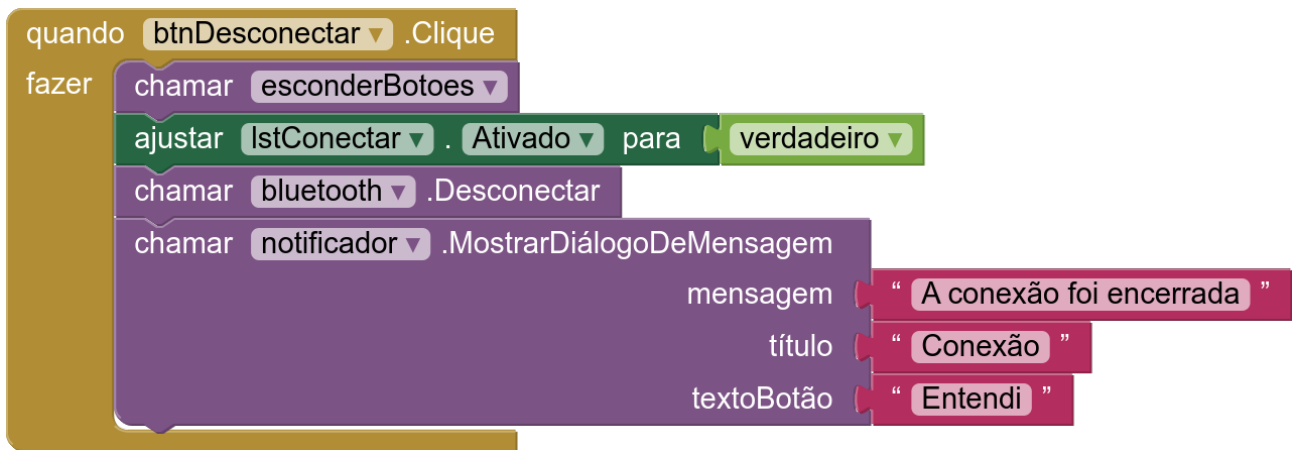 quando btnDesconectar .Clique
fazer chamar esconderBotoes
ajustar lstConectar . Ativado para verdadeiro
chamar bluetooth .Desconectar
chamar notificador .MostrarDiálogoDeMensagem
mensagem “ A conexão foi encerrada ”
título “ Conexão ”
textoBotão “ Entendi ”